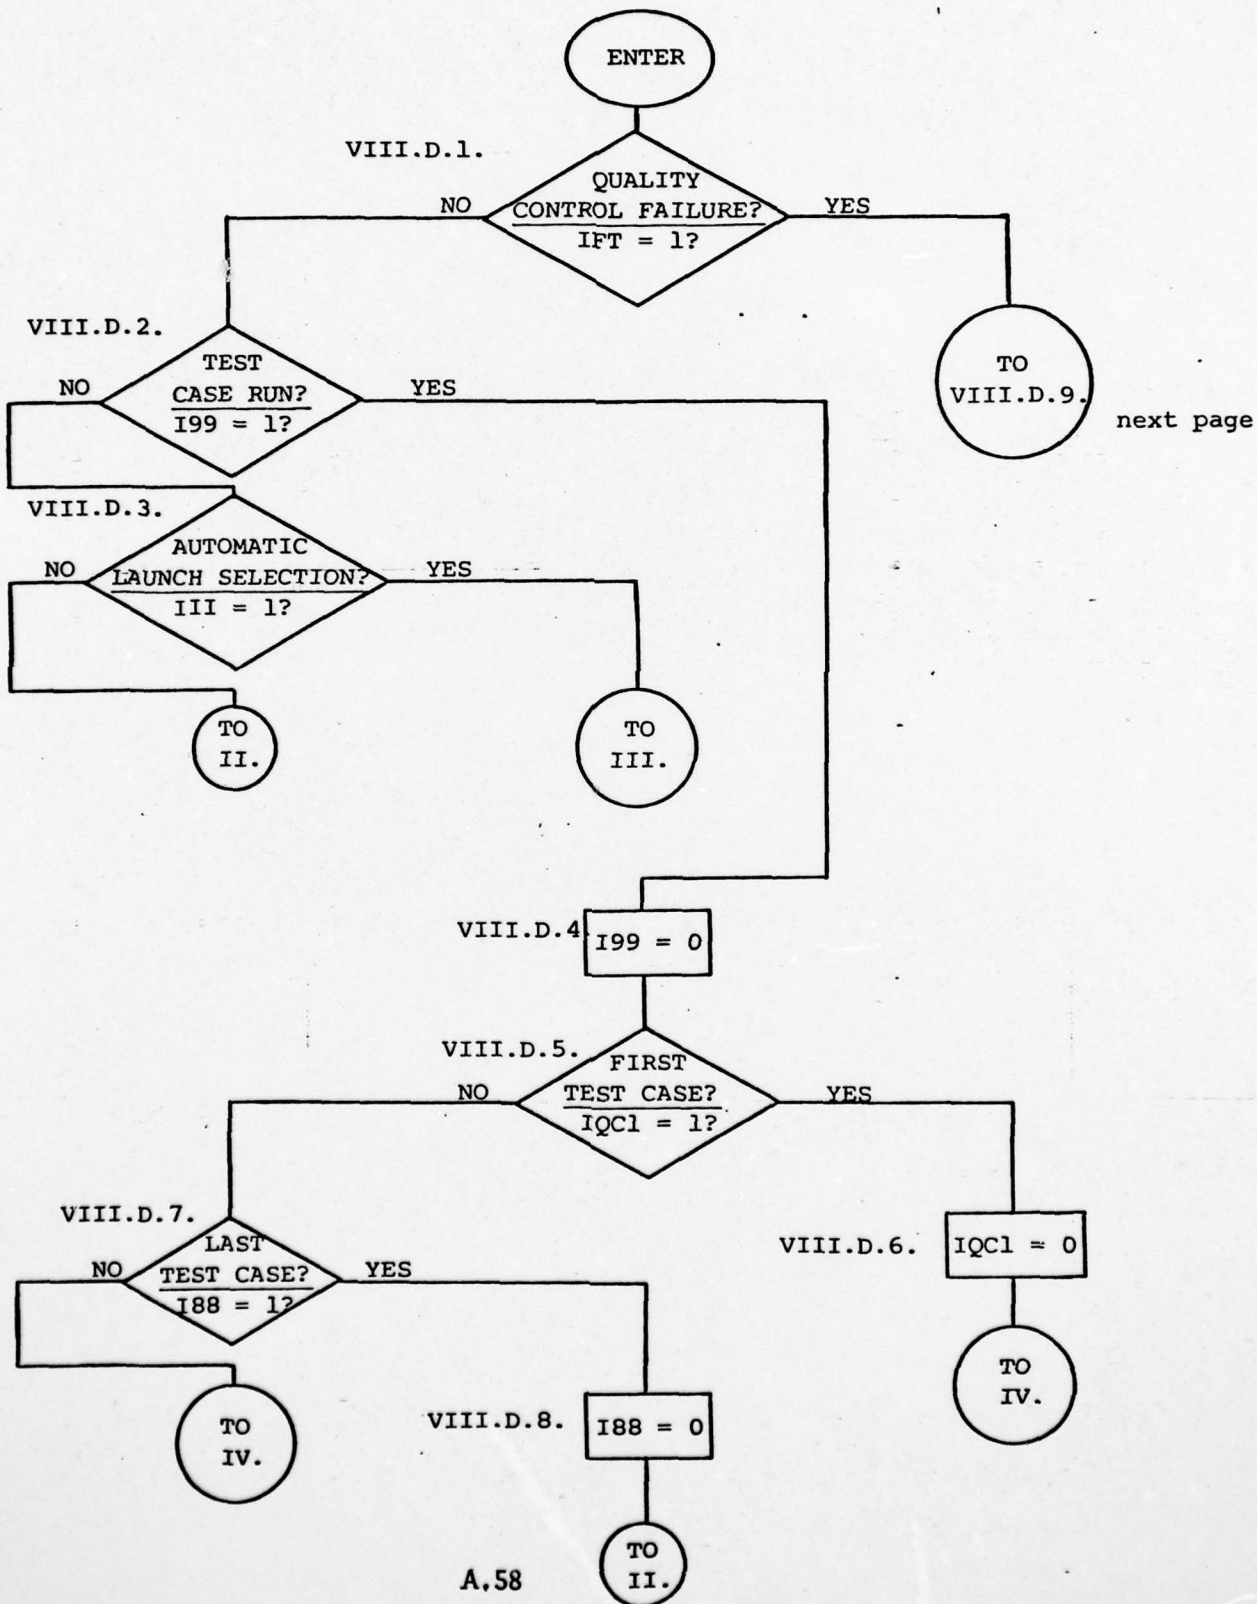 ENTER
VIII.D.1.
QUALITY
CONTROL FAILURE?
IFT = 1?
NO
YES
TO
VIII.D.9.
next page
VIII.D.2.
TEST
CASE RUN?
I99 = 1?
NO
YES
VIII.D.3.
AUTOMATIC
LAUNCH SELECTION?
III = 1?
NO
YES
TO
II.
TO
III.
VIII.D.4
I99 = 0
VIII.D.5.
FIRST
TEST CASE?
IQC1 = 1?
NO
YES
VIII.D.6.
IQC1 = 0
TO
IV.
VIII.D.7.
LAST
TEST CASE?
I88 = 1?
NO
YES
TO
IV.
VIII.D.8.
I88 = 0
TO
II.
A.58